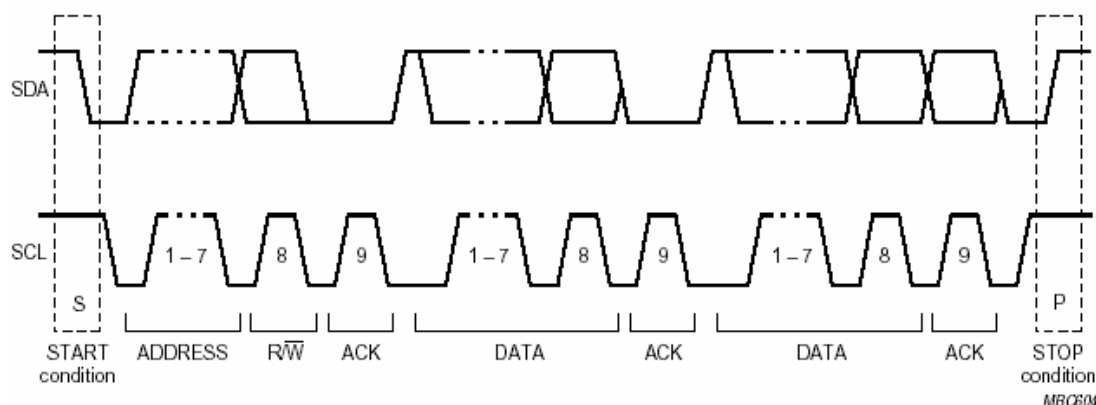 SDA
SCL
1 – 7 8 9 1 – 7 8 9 1 – 7 8 9
S P
START condition ADDRESS R/W̅ ACK DATA ACK DATA ACK STOP condition
MBC604